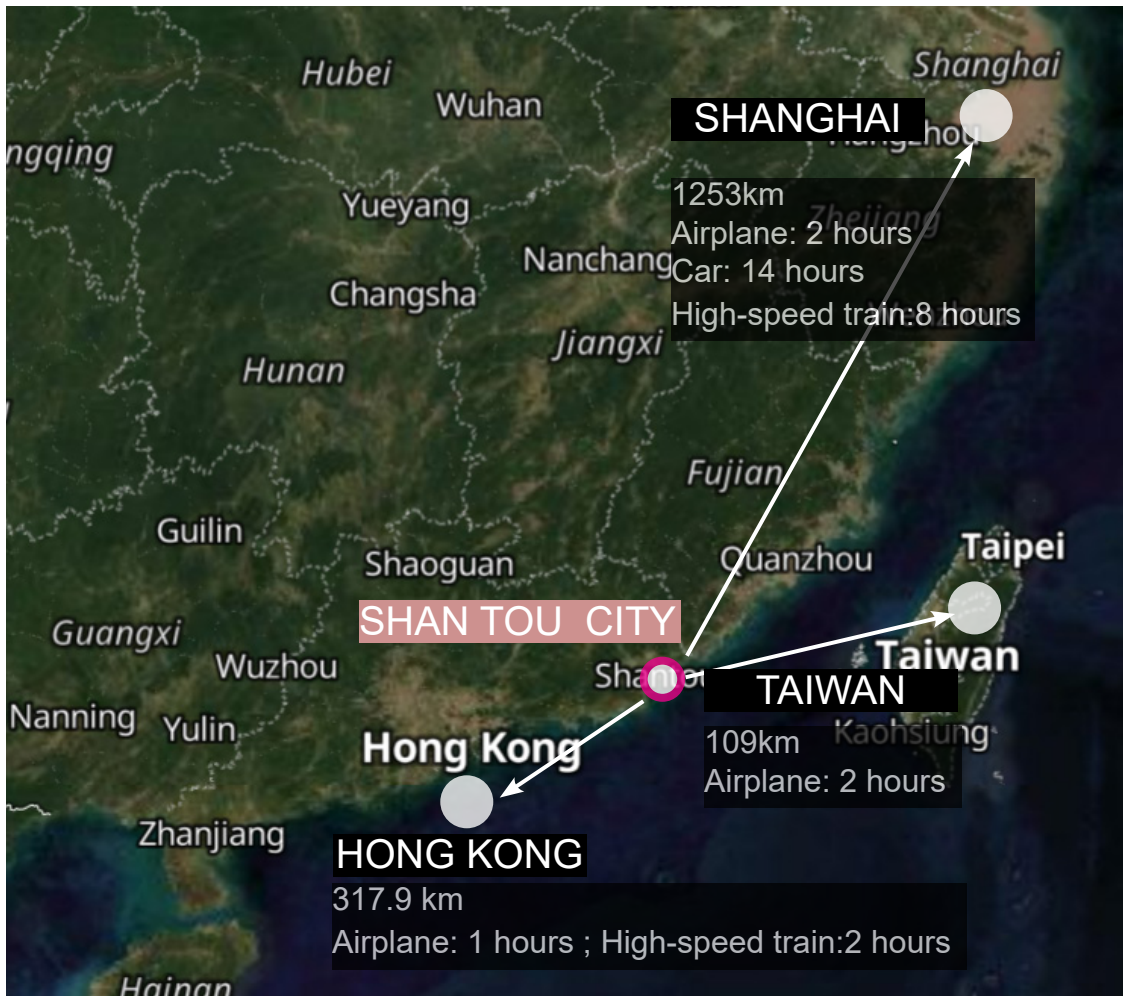 Hubei
Shanghai
Wuhan
SHANGHAI
ngqing
Yueyang
1253km
Airplane: 2 hours
Nanchang
Car: 14 hours
Changsha
High-speed train:8 hours
Jiangxi
Hunan
Fujian
Guilin
Taipei
Shaoguan
Quanzhou
SHAN TOU CITY
Guangxi
Wuzhou
Taiwan
TAIWAN
Nanning
Yulin
Kaohsiung
Hong Kong
109km
Airplane: 2 hours
Zhanjiang
HONG KONG
317.9 km
Airplane: 1 hours ; High-speed train:2 hours
Hainan